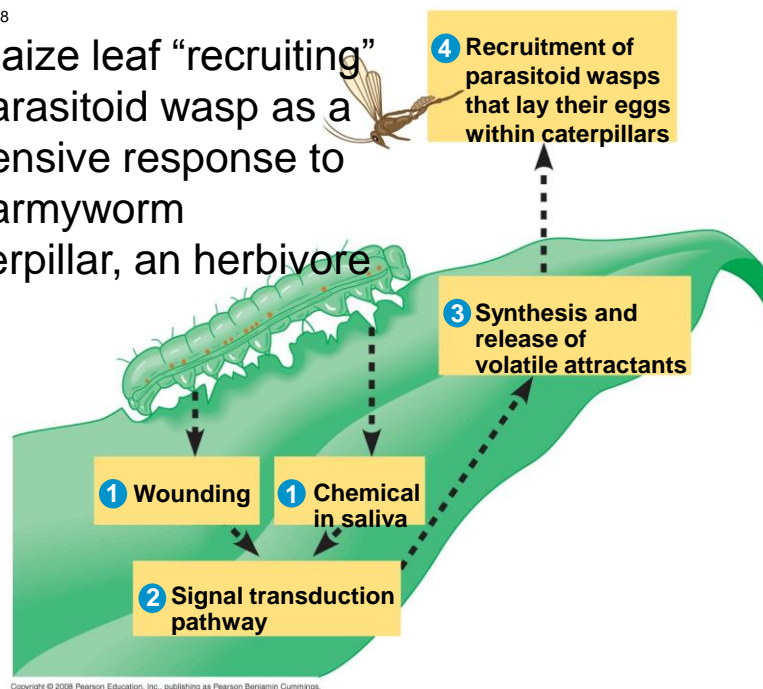 8
aize leaf “recruiting”
arasitoid wasp as a
ensive response to
armyworm
erpillar, an herbivore
4 Recruitment of
parasitoid wasps
that lay their eggs
within caterpillars
3 Synthesis and
release of
volatile attractants
1 Wounding
1 Chemical
in saliva
2 Signal transduction
pathway
Copyright © 2008 Pearson Education, Inc., publishing as Pearson Benjamin Cummings.